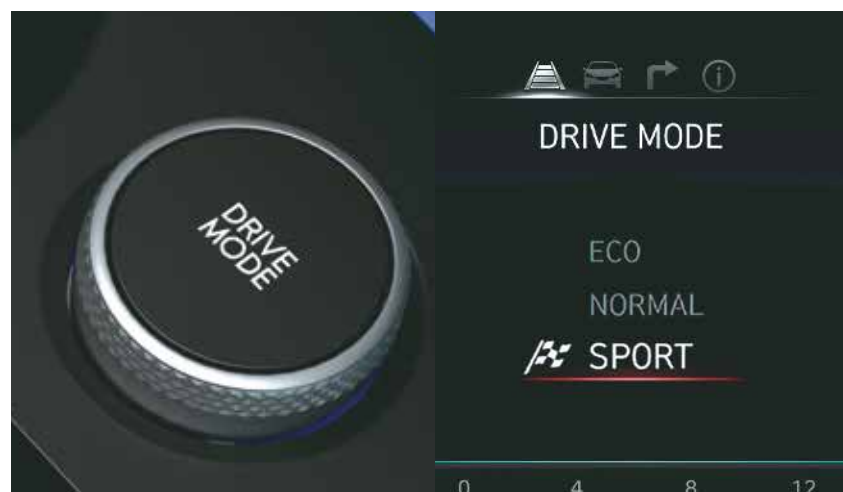 DRIVE
MODE
DRIVE MODE
ECO
NORMAL
SPORT
0 4 8 12